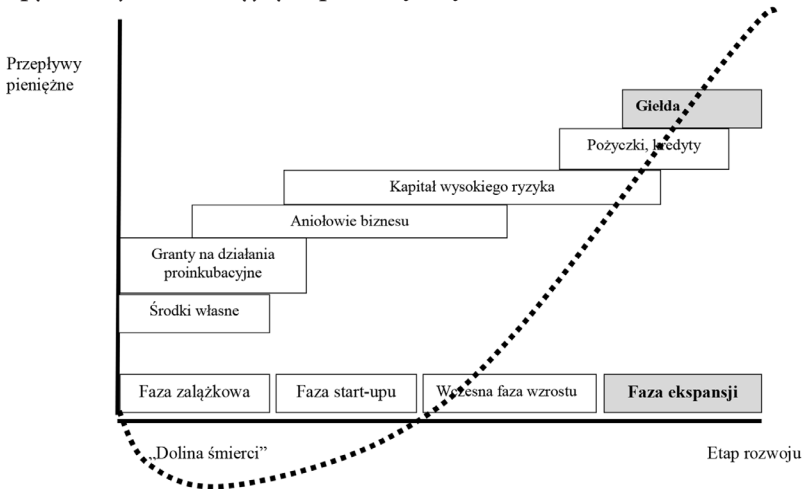 Przepływy
pieniężne
Giełda
Pożyczki, kredyty
Kapitał wysokiego ryzyka
Aniołowie biznesu
Granty na działania
proinkubacyjne
Środki własne
Faza zalążkowa
Faza start-upu
Wczesna faza wzrostu
Faza ekspansji
„Dolina śmierci”
Etap rozwoju